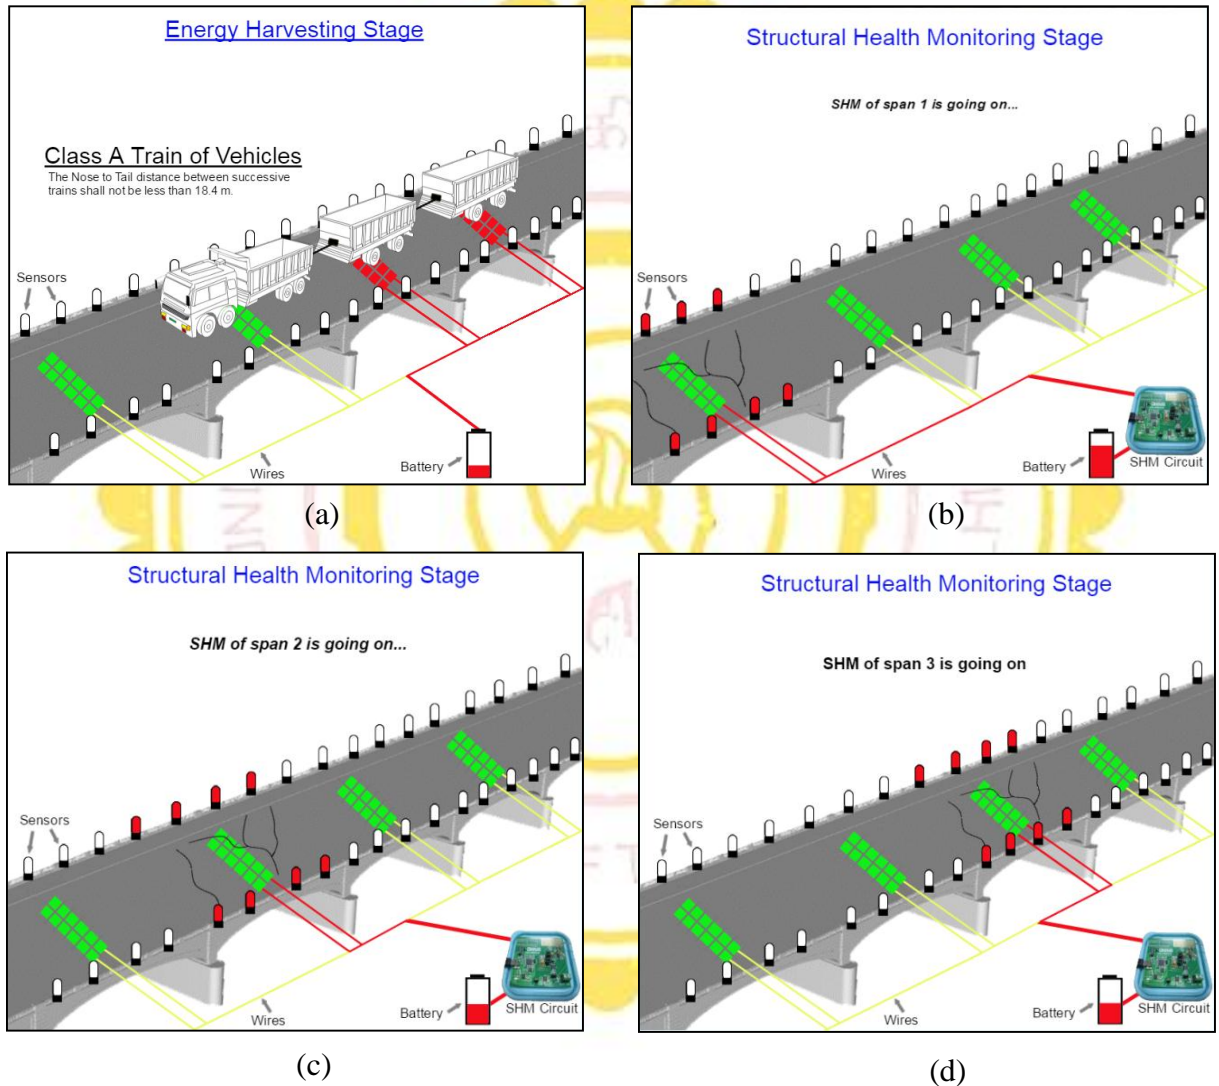 Energy Harvesting Stage
Class A Train of Vehicles
The Nose to Tail distance between successive
trains shall not be less than 18.4 m.
Sensors
Battery
Wires
(a)
Structural Health Monitoring Stage
SHM of span 1 is going on...
Sensors
Battery
SHM Circuit
Wires
(b)
Structural Health Monitoring Stage
SHM of span 2 is going on...
Sensors
Battery
SHM Circuit
Wires
(c)
Structural Health Monitoring Stage
SHM of span 3 is going on
Sensors
Battery
SHM Circuit
Wires
(d)